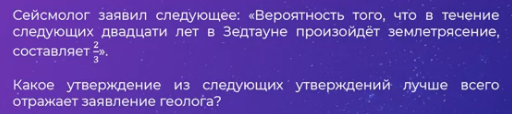 Сейсмолог заявил следующее: «Вероятность того, что в течение
следующих двадцати лет в Зедтауне произойдёт землетрясение,
составляет 2/3».
Какое утверждение из следующих утверждений лучше всего
отражает заявление геолога?